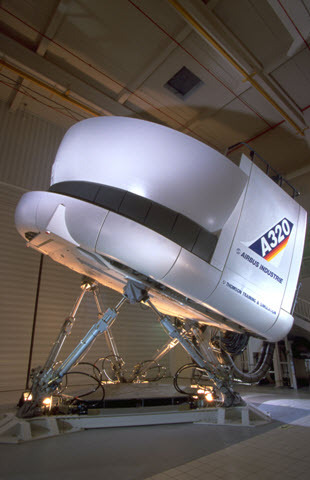 A320
© AIRBUS INDUSTRIE
© THOMSON TRAINING & SIMULATION